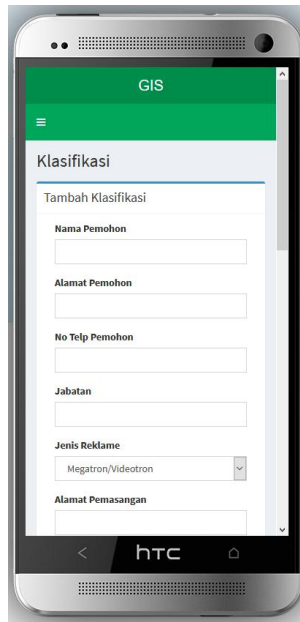 GIS
Klasifikasi
Tambah Klasifikasi
Nama Pemohon
Alamat Pemohon
No Telp Pemohon
Jabatan
Jenis Reklame
Megatron/Videotron
Alamat Pemasangan
hTC